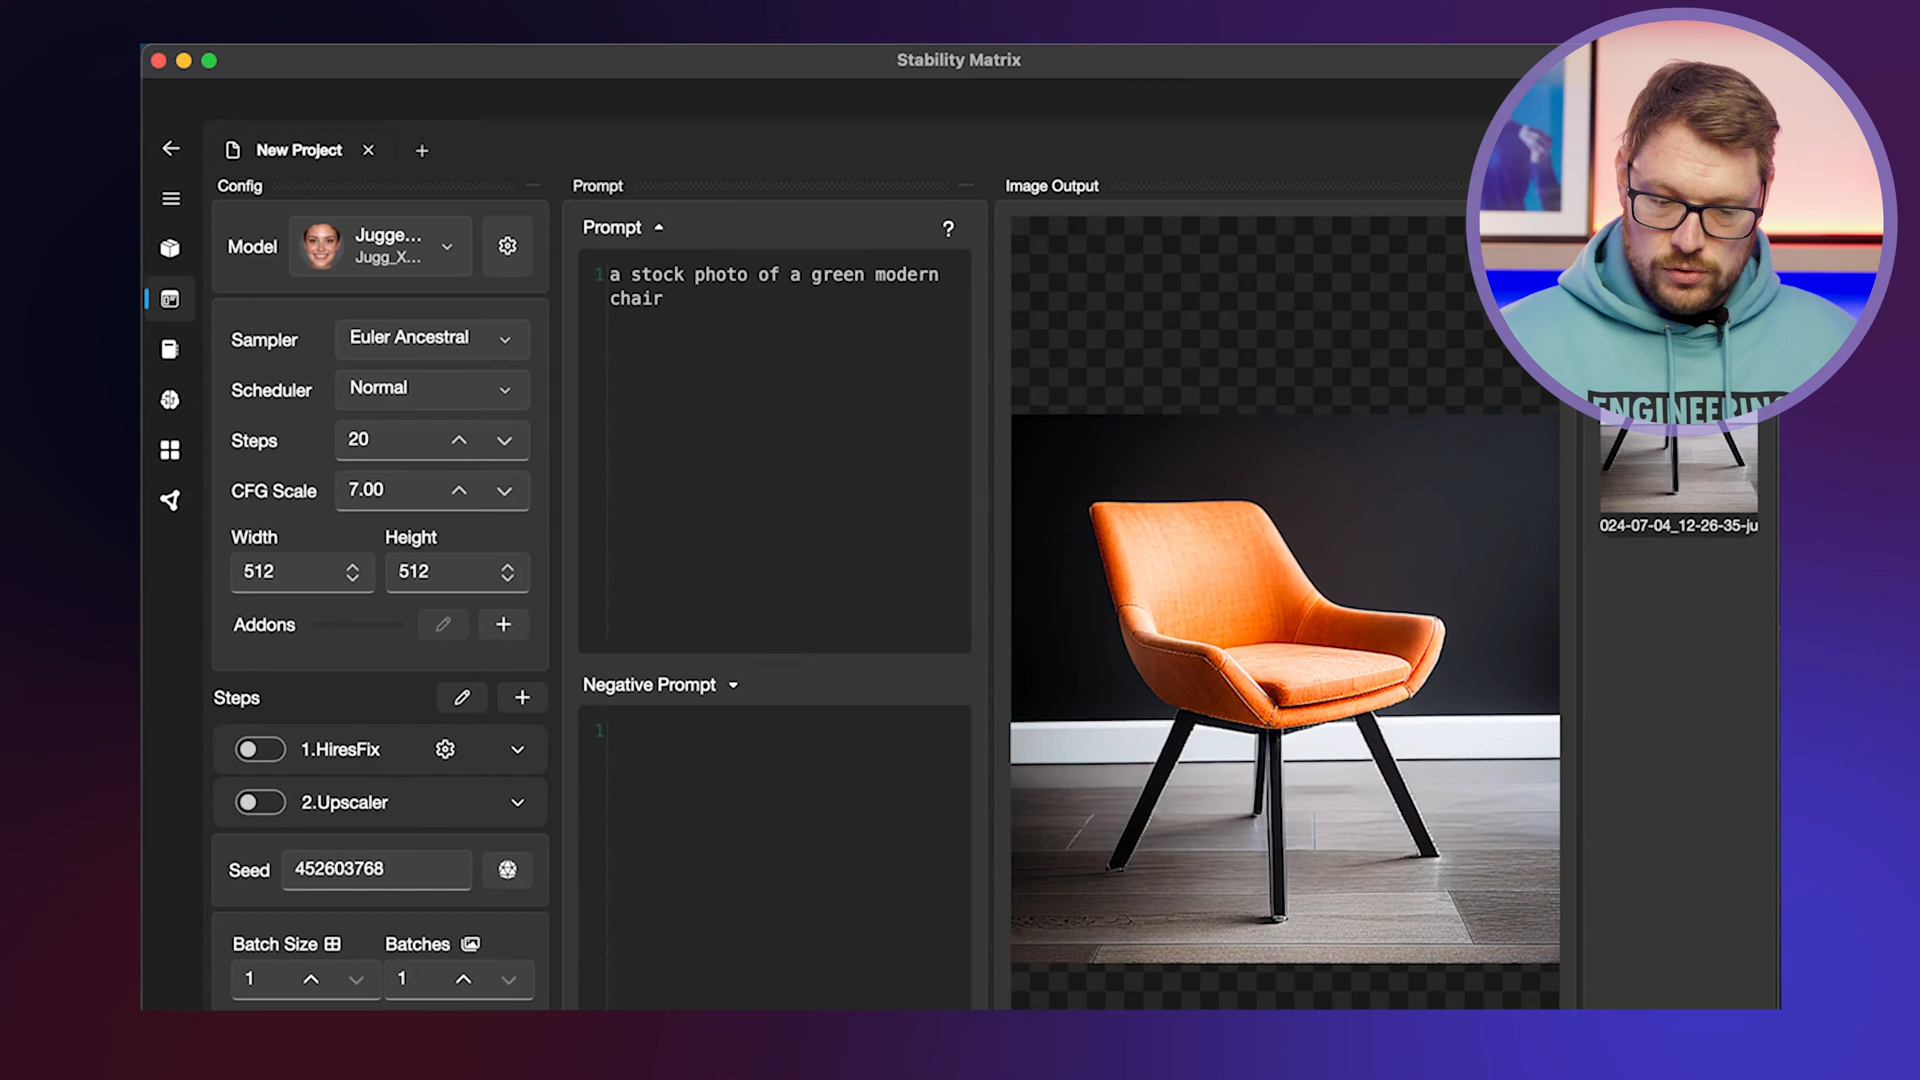 Stability Matrix
New Project
Config
Model
Jugge...
Jugg_X...
Sampler
Euler Ancestral
Scheduler
Normal
Steps
20
CFG Scale
7.00
Width
Height
512
512
Addons
Steps
1.HiresFix
2.Upscaler
Seed
452603768
Batch Size
Batches
1
1
Prompt
Prompt
?
1
a stock photo of a green modern
chair
Negative Prompt
1
Image Output
ENGINEERING
024-07-04_12-26-35-ju